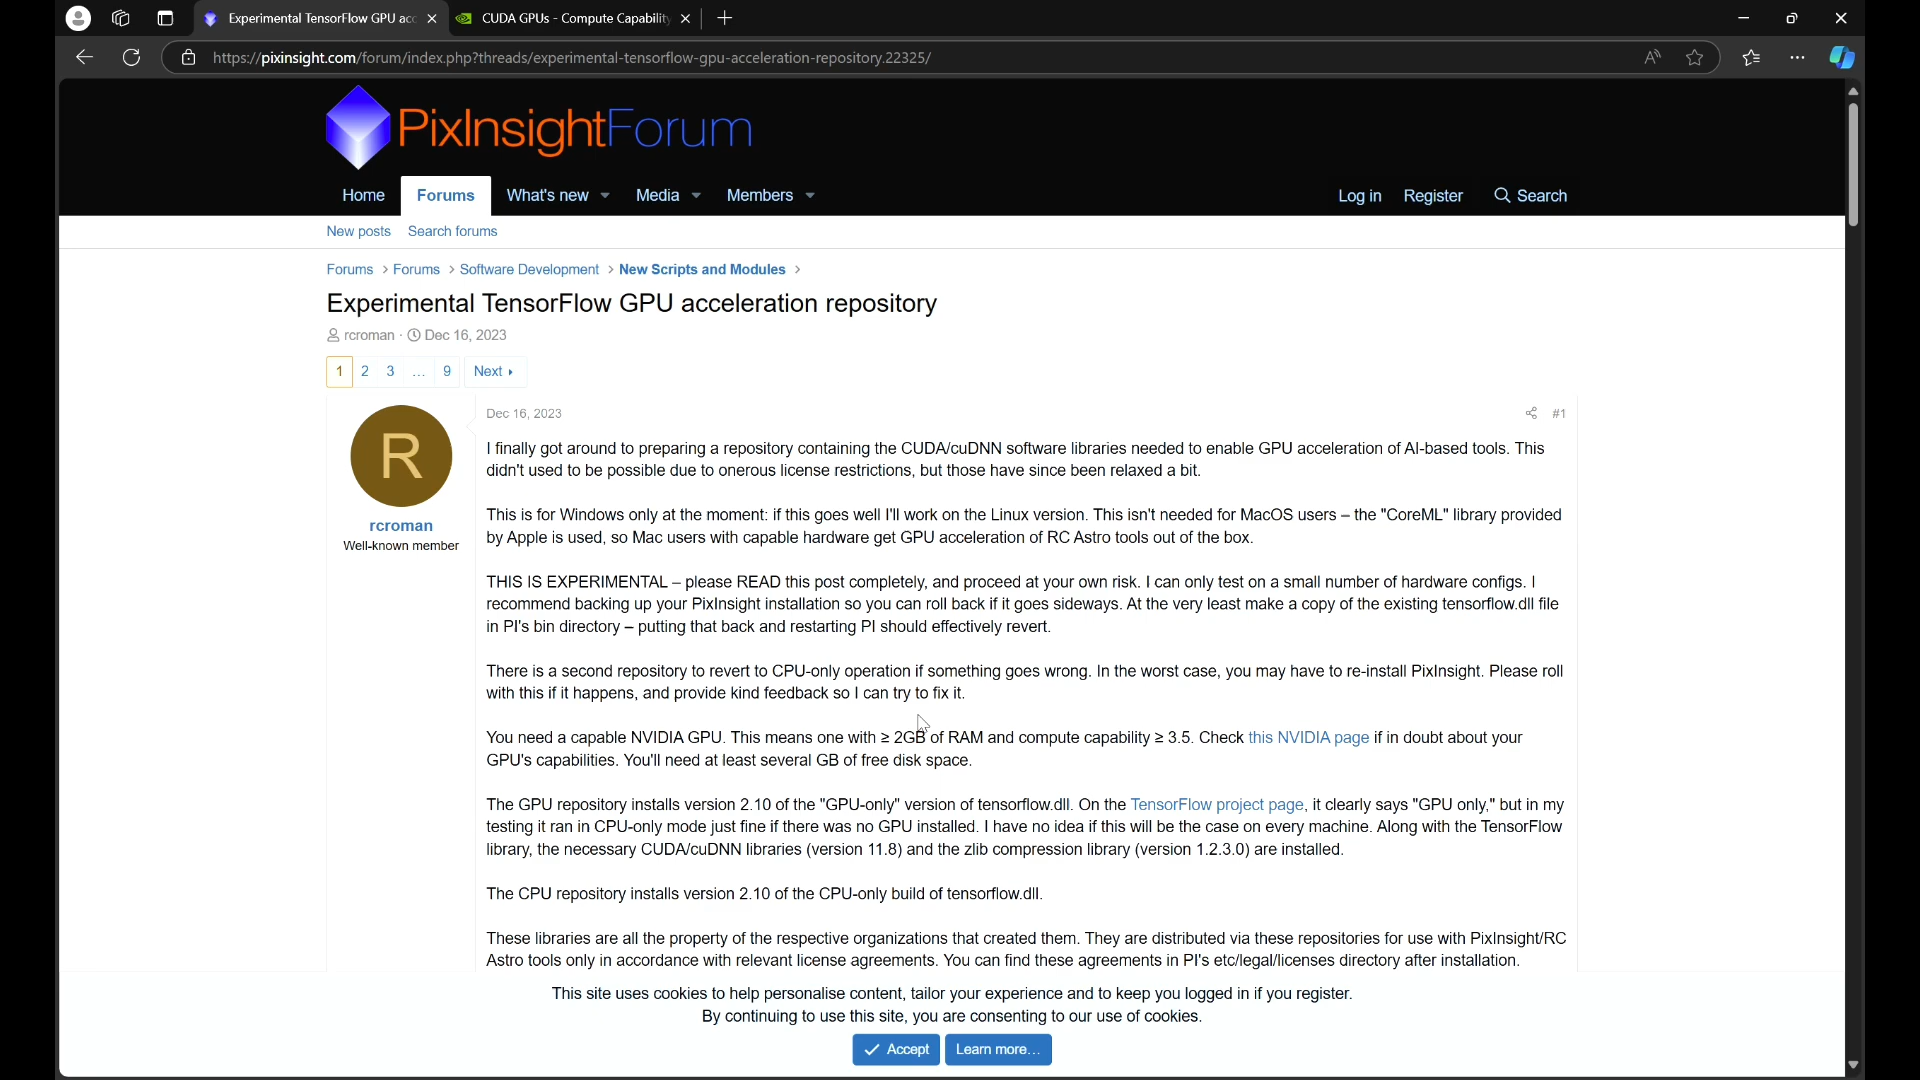 Experimental TensorFlow GPU acc
CUDA GPUs - Compute Capability
https://pixinsight.com/forum/index.php?threads/experimental-tensorflow-gpu-acceleration-repository.22325/
PixInsightForum
Home
Forums
What's new
Media
Members
Log in
Register
Search
New posts
Search forums
Forums > Forums > Software Development > New Scripts and Modules >
Experimental TensorFlow GPU acceleration repository
rcroman · Dec 16, 2023
1 2 3 … 9 Next
Dec 16, 2023
#1
R
rcroman
Well-known member
I finally got around to preparing a repository containing the CUDA/cuDNN software libraries needed to enable GPU acceleration of AI-based tools. This
didn't used to be possible due to onerous license restrictions, but those have since been relaxed a bit.
This is for Windows only at the moment: if this goes well I'll work on the Linux version. This isn't needed for MacOS users – the "CoreML" library provided
by Apple is used, so Mac users with capable hardware get GPU acceleration of RC Astro tools out of the box.
THIS IS EXPERIMENTAL – please READ this post completely, and proceed at your own risk. I can only test on a small number of hardware configs. I
recommend backing up your PixInsight installation so you can roll back if it goes sideways. At the very least make a copy of the existing tensorflow.dll file
in PI's bin directory – putting that back and restarting PI should effectively revert.
There is a second repository to revert to CPU-only operation if something goes wrong. In the worst case, you may have to re-install PixInsight. Please roll
with this if it happens, and provide kind feedback so I can try to fix it.
You need a capable NVIDIA GPU. This means one with ≥ 2GB of RAM and compute capability ≥ 3.5. Check this NVIDIA page if in doubt about your
GPU's capabilities. You'll need at least several GB of free disk space.
The GPU repository installs version 2.10 of the "GPU-only" version of tensorflow.dll. On the TensorFlow project page, it clearly says "GPU only," but in my
testing it ran in CPU-only mode just fine if there was no GPU installed. I have no idea if this will be the case on every machine. Along with the TensorFlow
library, the necessary CUDA/cuDNN libraries (version 11.8) and the zlib compression library (version 1.2.3.0) are installed.
The CPU repository installs version 2.10 of the CPU-only build of tensorflow.dll.
These libraries are all the property of the respective organizations that created them. They are distributed via these repositories for use with PixInsight/RC
Astro tools only in accordance with relevant license agreements. You can find these agreements in PI's etc/legal/licenses directory after installation.
This site uses cookies to help personalise content, tailor your experience and to keep you logged in if you register.
By continuing to use this site, you are consenting to our use of cookies.
Accept
Learn more…